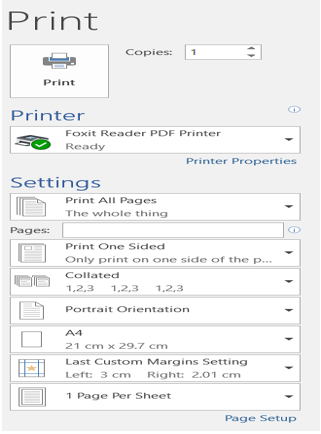 Print
Copies: 1
Print
Printer
Foxit Reader PDF Printer
Ready
Printer Properties
Settings
Print All Pages
The whole thing
Pages:
Print One Sided
Only print on one side of the p...
Collated
1,2,3 1,2,3 1,2,3
Portrait Orientation
A4
21 cm x 29.7 cm
Last Custom Margins Setting
Left: 3 cm Right: 2.01 cm
1 Page Per Sheet
Page Setup